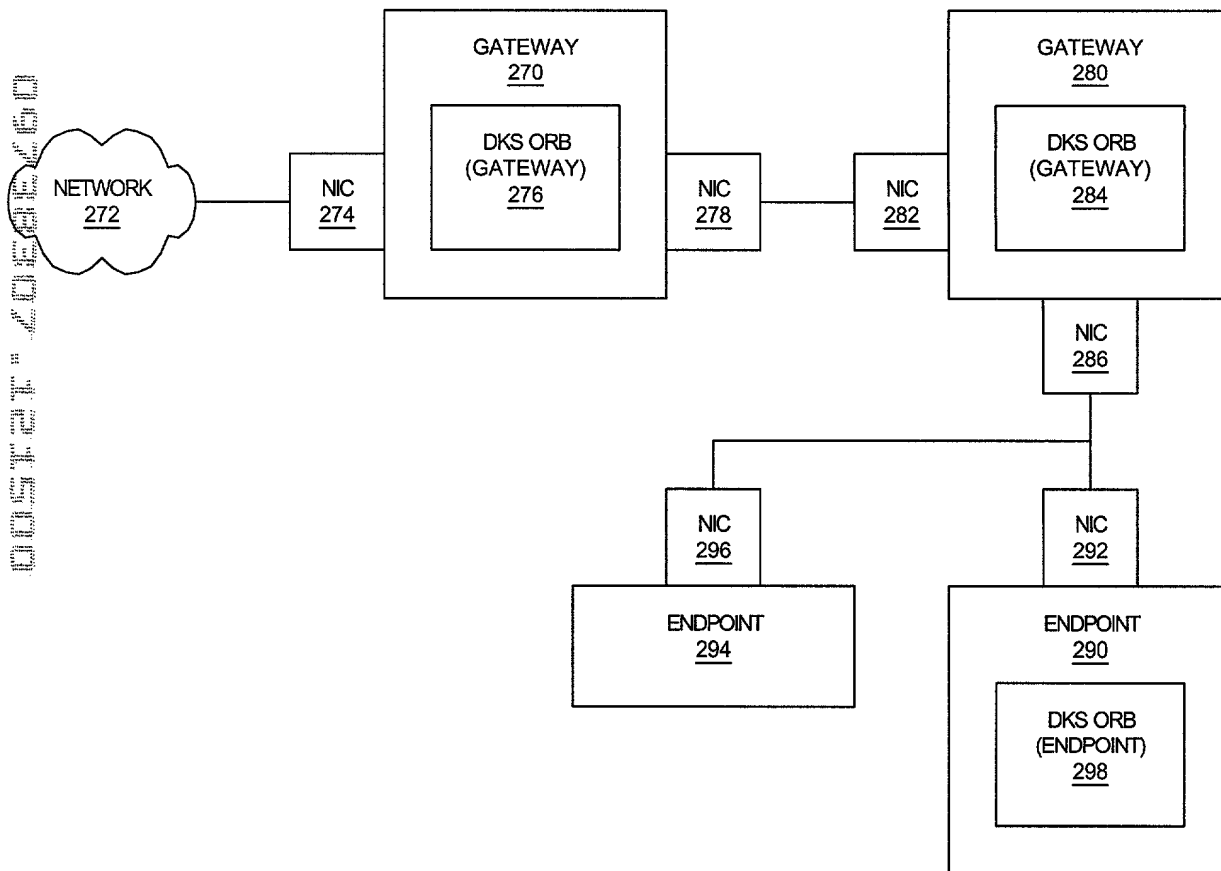 GATEWAY
270
DKS ORB
(GATEWAY)
276
NETWORK
272
NIC
274
NIC
278
NIC
282
GATEWAY
280
DKS ORB
(GATEWAY)
284
NIC
286
NIC
296
NIC
292
ENDPOINT
294
ENDPOINT
290
DKS ORB
(ENDPOINT)
298